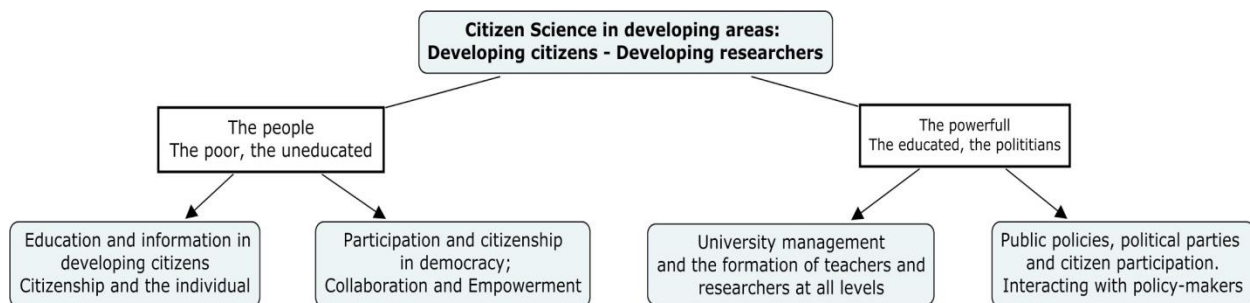 Citizen Science in developing areas:
Developing citizens - Developing researchers
The people
The poor, the uneducated
The powerfull
The educated, the polititians
Education and information in
developing citizens
Citizenship and the individual
Participation and citizenship
in democracy;
Collaboration and Empowerment
University management
and the formation of teachers and
researchers at all levels
Public policies, political parties
and citizen participation.
Interacting with policy-makers